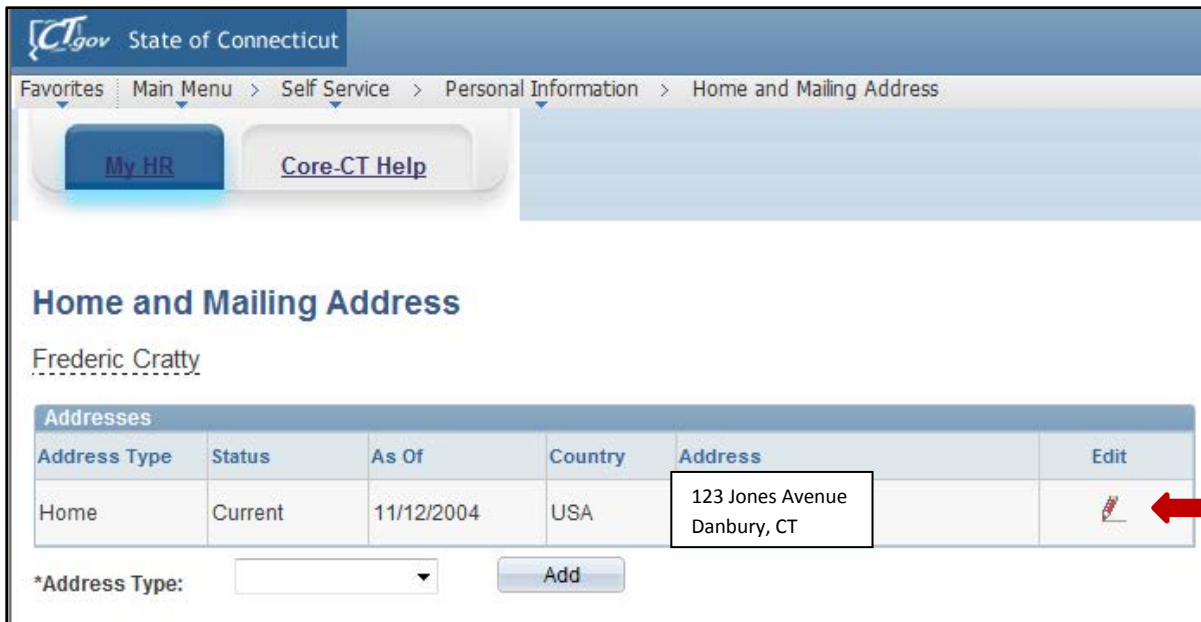 CT.gov State of Connecticut
Favorites Main Menu > Self Service > Personal Information > Home and Mailing Address
My HR Core-CT Help
Home and Mailing Address
Frederic Cratty
Addresses
Address Type Status As Of Country Address Edit
Home Current 11/12/2004 USA 123 Jones Avenue
Danbury, CT
*Address Type: Add